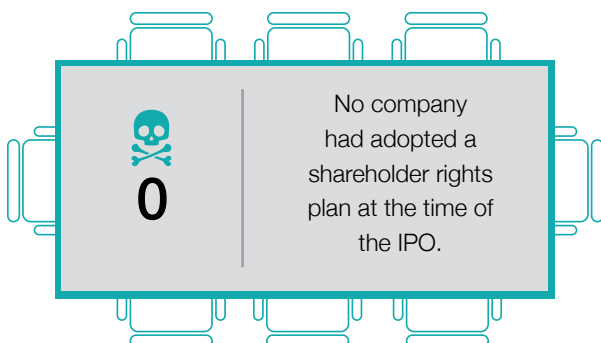 0
No company
had adopted a
shareholder rights
plan at the time of
the IPO.